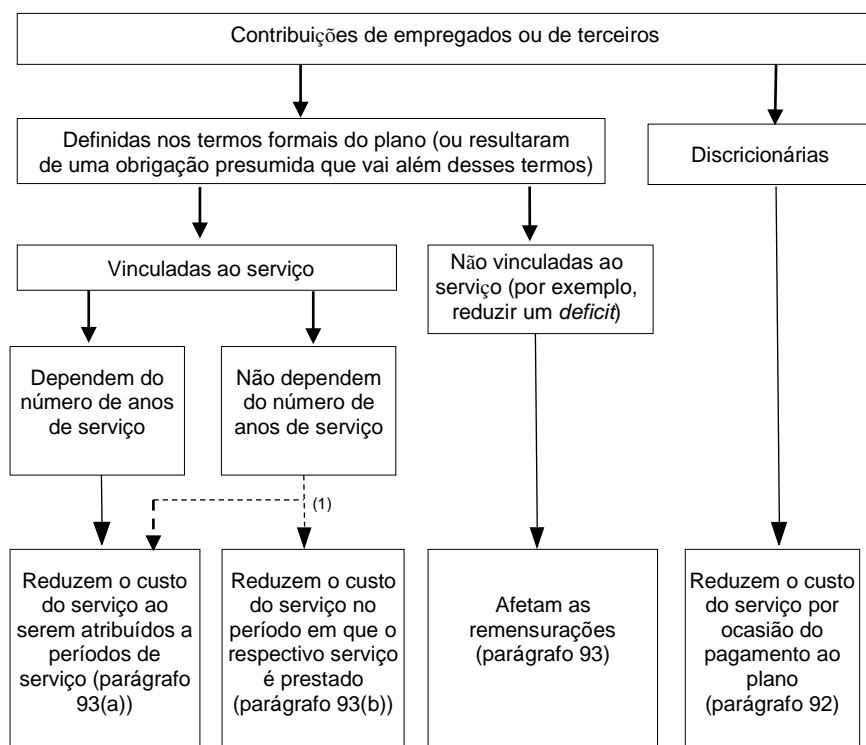 Contribuições de empregados ou de terceiros
Definidas nos termos formais do plano (ou resultaram
de uma obrigação presumida que vai além desses termos)
Discricionárias
Vinculadas ao serviço
Não vinculadas ao
serviço (por exemplo,
reduzir um deficit)
Dependem do
número de anos
de serviço
Não dependem
do número de
anos de serviço
(1)
Reduzem o custo
do serviço ao
serem atribuídos a
períodos de
serviço (parágrafo
93(a))
Reduzem o custo
do serviço no
período em que o
respectivo serviço
é prestado
(parágrafo 93(b))
Afetam as
remensurações
(parágrafo 93)
Reduzem o custo
do serviço por
ocasião do
pagamento ao
plano
(parágrafo 92)